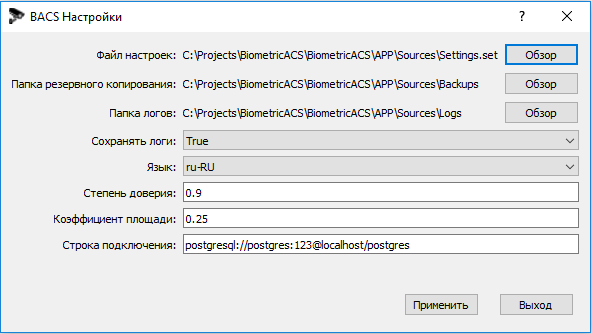 BACS Настройки ?
Файл настроек: C:\Projects\BiometricACS\BiometricACS\APP\Sources\Settings.set Обзор
Папка резервного копирования: C:\Projects\BiometricACS\BiometricACS\APP\Sources\Backups Обзор
Папка логов: C:\Projects\BiometricACS\BiometricACS\APP\Sources\Logs Обзор
Сохранять логи: True
Язык: ru-RU
Степень доверия: 0.9
Коэффициент площади: 0.25
Строка подключения: postgresql://postgres:123@localhost/postgres
Применить Выход